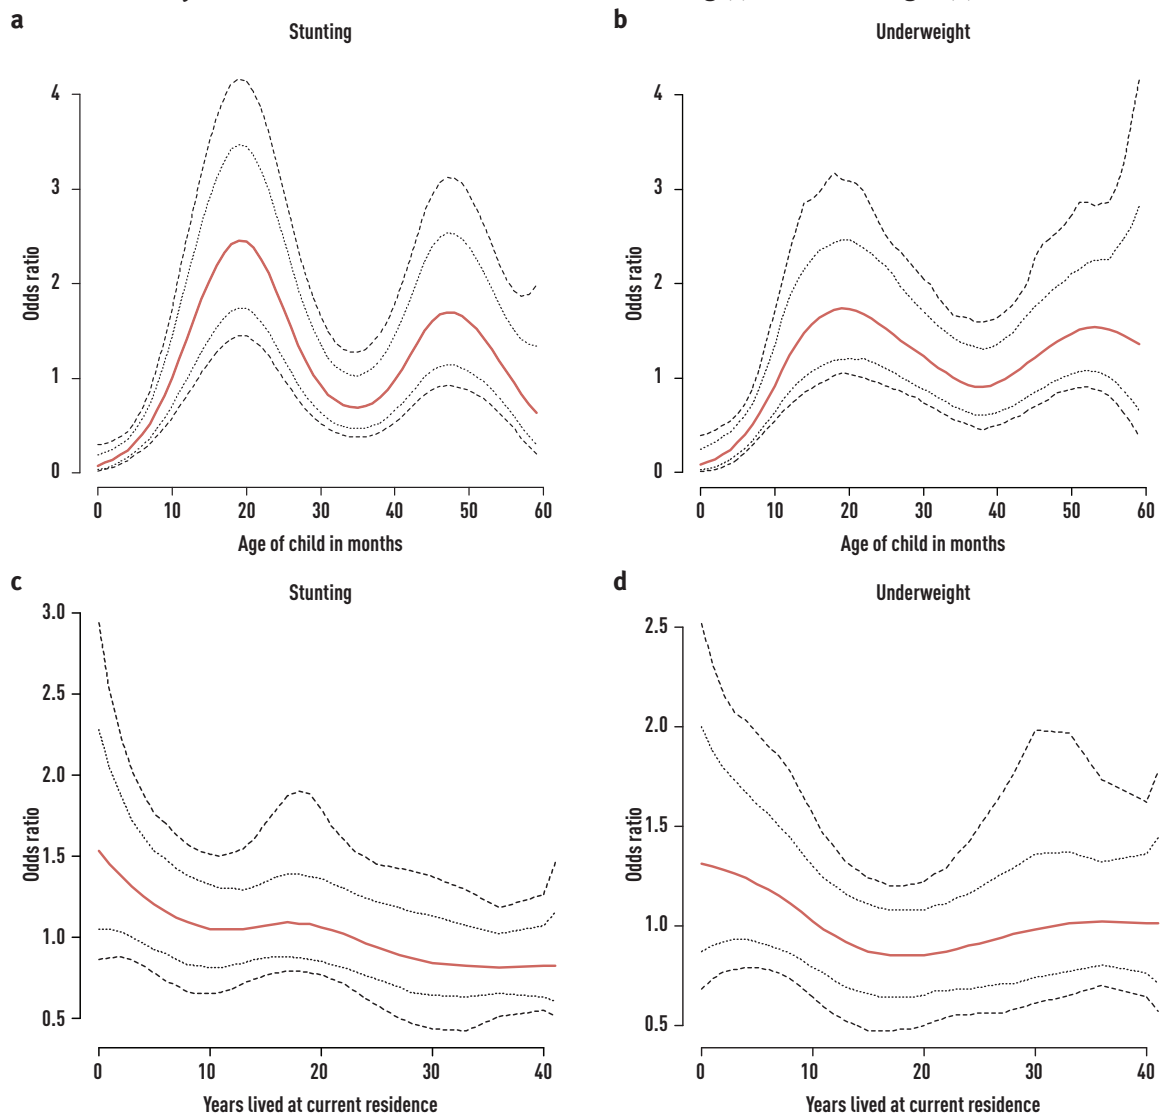 a
Stunting
4
3
2
1
0
Odds ratio
0 10 20 30 40 50 60
Age of child in months
b
Underweight
4
3
2
1
0
Odds ratio
0 10 20 30 40 50 60
Age of child in months
c
Stunting
3.0
2.5
2.0
1.5
1.0
0.5
Odds ratio
0 10 20 30 40
Years lived at current residence
d
Underweight
2.5
2.0
1.5
1.0
0.5
Odds ratio
0 10 20 30 40
Years lived at current residence